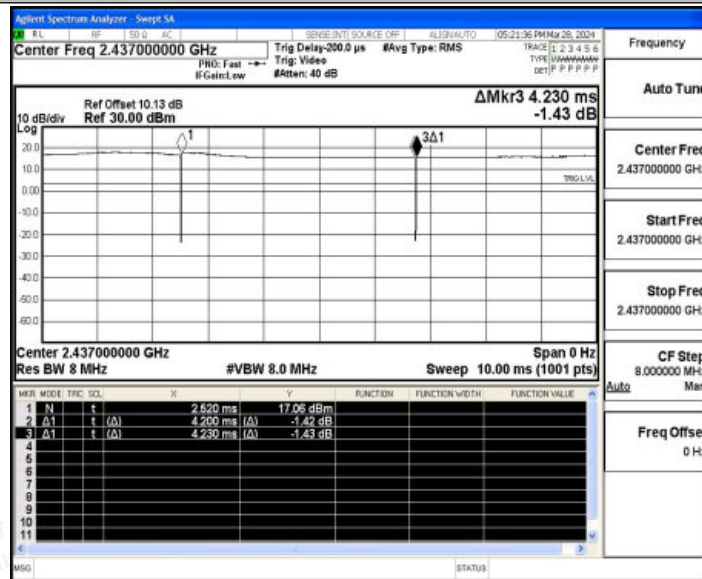 Agilent Spectrum Analyzer - Swept SA
RL RF 50 Ω AC SENSE:INT SOURCE OFF ALIGNAUTO 05:21:36 PM Mar 28, 2024
Center Freq 2.437000000 GHz
PNO: Fast
IFGain:Low
Trig Delay-200.0 µs
Trig: Video
#Atten: 40 dB
#Avg Type: RMS
TRACE 1 2 3 4 5 6
TYPE WWWWWW
DET P P P P P P
Ref Offset 10.13 dB
10 dB/div Ref 30.00 dBm
Log
ΔMkr3 4.230 ms
-1.43 dB
20.0
10.0
0.00
-10.0
-20.0
-30.0
-40.0
-50.0
-60.0
1
3Δ1
TRIG LVL
Center 2.437000000 GHz Span 0 Hz
Res BW 8 MHz #VBW 8.0 MHz Sweep 10.00 ms (1001 pts)
MKR MODE TRC SCL X Y FUNCTION FUNCTION WIDTH FUNCTION VALUE
1 N t 2.520 ms 17.06 dBm
2 Δ1 t (Δ) 4.200 ms (Δ) -1.42 dB
3 Δ1 t (Δ) 4.230 ms (Δ) -1.43 dB
4
5
6
7
8
9
10
11
MSG STATUS
Frequency
Auto Tune
Center Freq
2.437000000 GHz
Start Freq
2.437000000 GHz
Stop Freq
2.437000000 GHz
CF Step
8.000000 MHz
Auto Man
Freq Offset
0 Hz